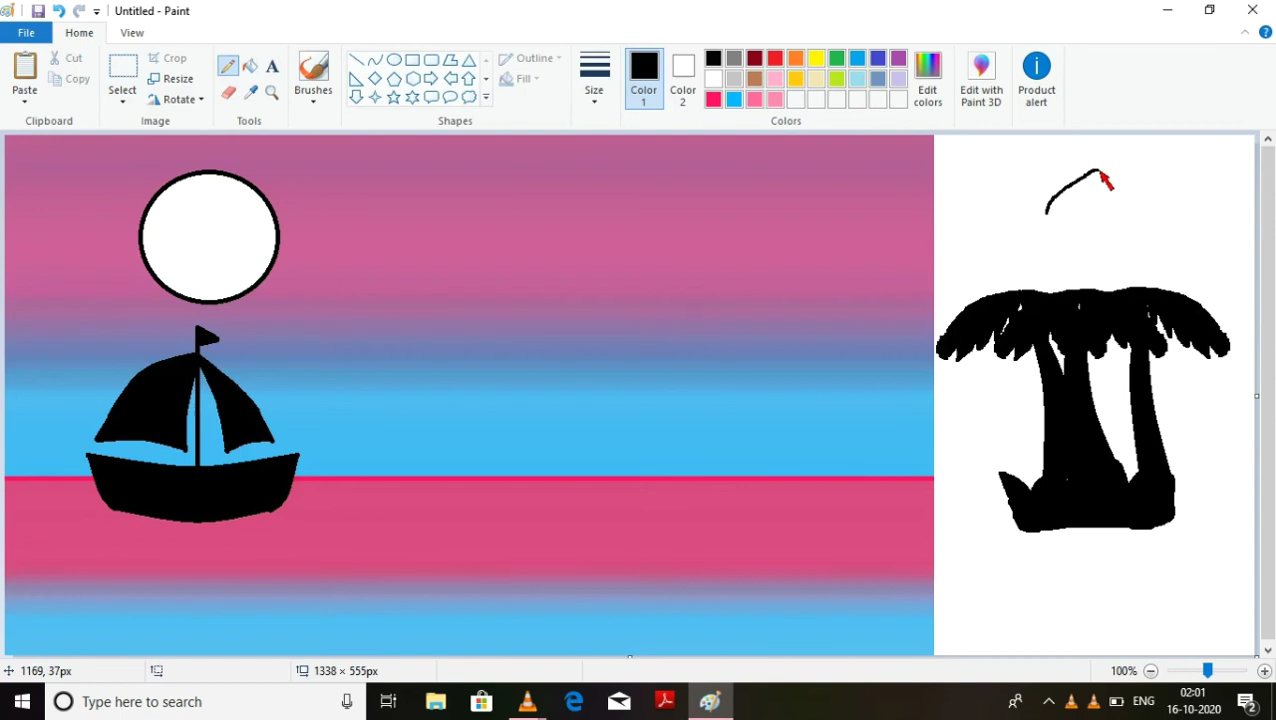 Untitled - Paint
File
Home
View
Paste
Cut
Copy
Clipboard
Select
Crop
Resize
Rotate
Image
Tools
Brushes
Shapes
Outline
Fill
Size
Color
1
Color
2
Edit
colors
Colors
Edit with
Paint 3D
Product
alert
1169, 37px
1338 × 555px
100%
Type here to search
ENG
02:01
16-10-2020
2